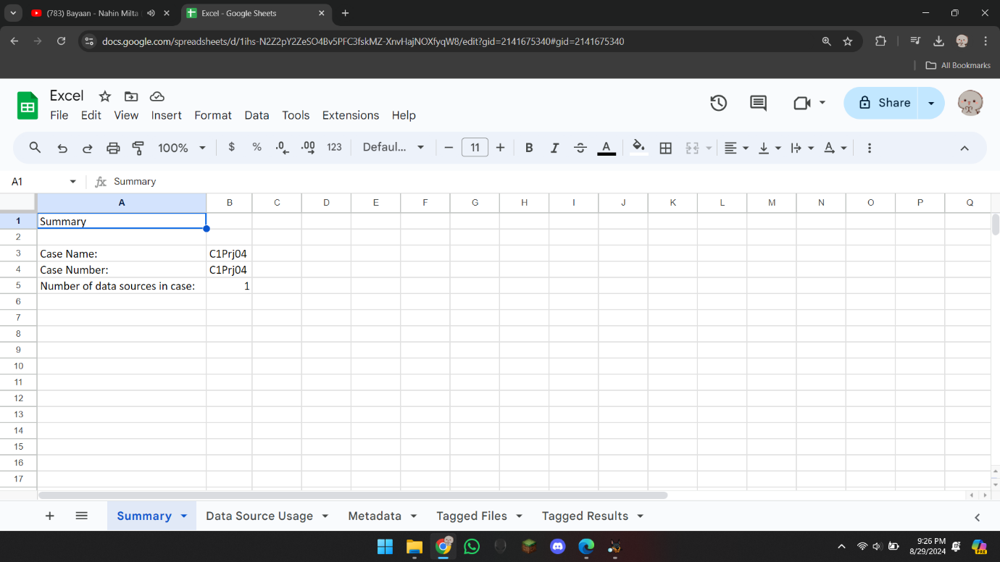 (783) Bayaan - Nahin Milta
Excel - Google Sheets
docs.google.com/spreadsheets/d/1ihs-N2Z2pY2ZeSO4Bv5PFC3fskMZ-XnvHajNOXfyqW8/edit?gid=2141675340#gid=2141675340
All Bookmarks
Excel
File Edit View Insert Format Data Tools Extensions Help
Share
100% $ % .0 .00 123 Defaul... 11 B I A A
A1 fx Summary
A B C D E F G H I J K L M N O P Q
1 Summary
2
3 Case Name: C1Prj04
4 Case Number: C1Prj04
5 Number of data sources in case: 1
6
7
8
9
10
11
12
13
14
15
16
17
Summary Data Source Usage Metadata Tagged Files Tagged Results
9:26 PM
8/29/2024
PRE